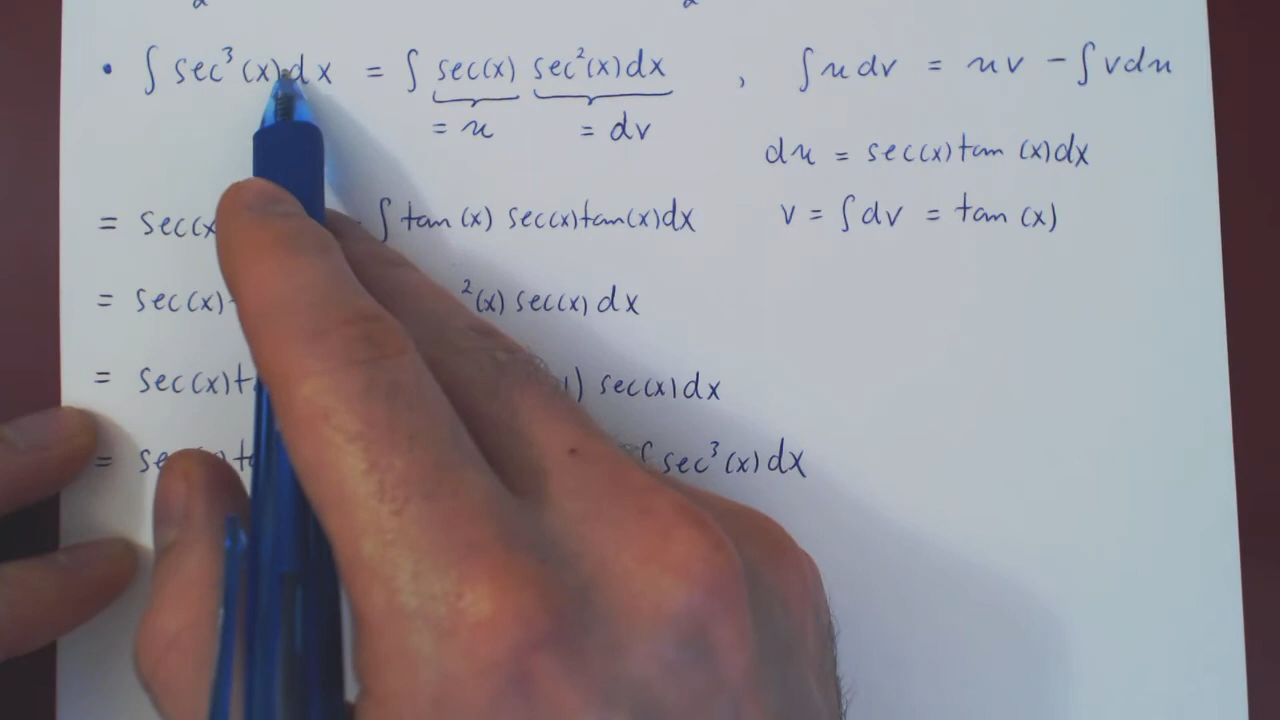 • ∫ sec³(x)dx = ∫ sec(x) sec²(x)dx , ∫ u dv = uv − ∫ v du
= u = dv
du = sec(x) tan (x)dx
= sec(x ∫ tan (x) sec(x) tan(x)dx v = ∫ dv = tan (x)
= sec(x) ²(x) sec(x) dx
= sec(x) 1) sec(x)dx
= ∫ sec³(x)dx